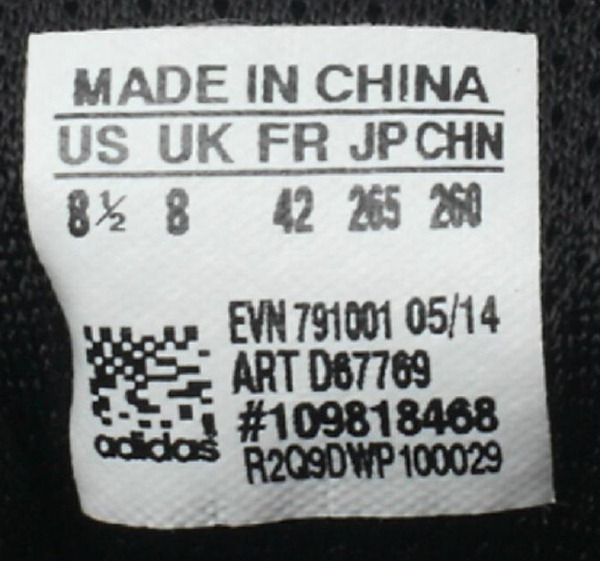 MADE IN CHINA
US UK FR JP CHN
8½ 8 42 265 260
EVN 791001 05/14
ART D67769
#109818468
R2Q9DWP100029
adidas